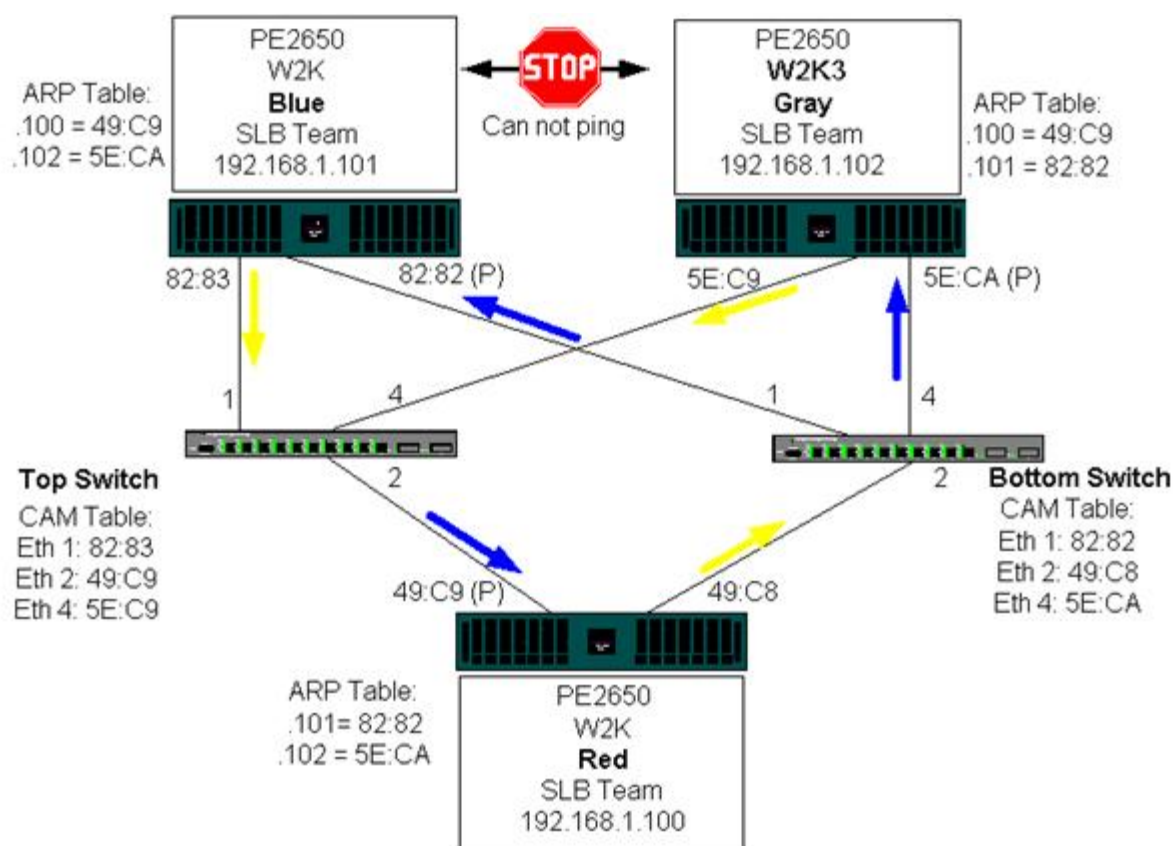 PE2650
W2K
Blue
SLB Team
192.168.1.101
ARP Table:
.100 = 49:C9
.102 = 5E:CA
STOP
Can not ping
PE2650
W2K3
Gray
SLB Team
192.168.1.102
ARP Table:
.100 = 49:C9
.101 = 82:82
82:83
82:82 (P)
5E:C9
5E:CA (P)
1
4
1
4
2
2
Top Switch
CAM Table:
Eth 1: 82:83
Eth 2: 49:C9
Eth 4: 5E:C9
Bottom Switch
CAM Table:
Eth 1: 82:82
Eth 2: 49:C8
Eth 4: 5E:CA
49:C9 (P)
49:C8
ARP Table:
.101= 82:82
.102 = 5E:CA
PE2650
W2K
Red
SLB Team
192.168.1.100